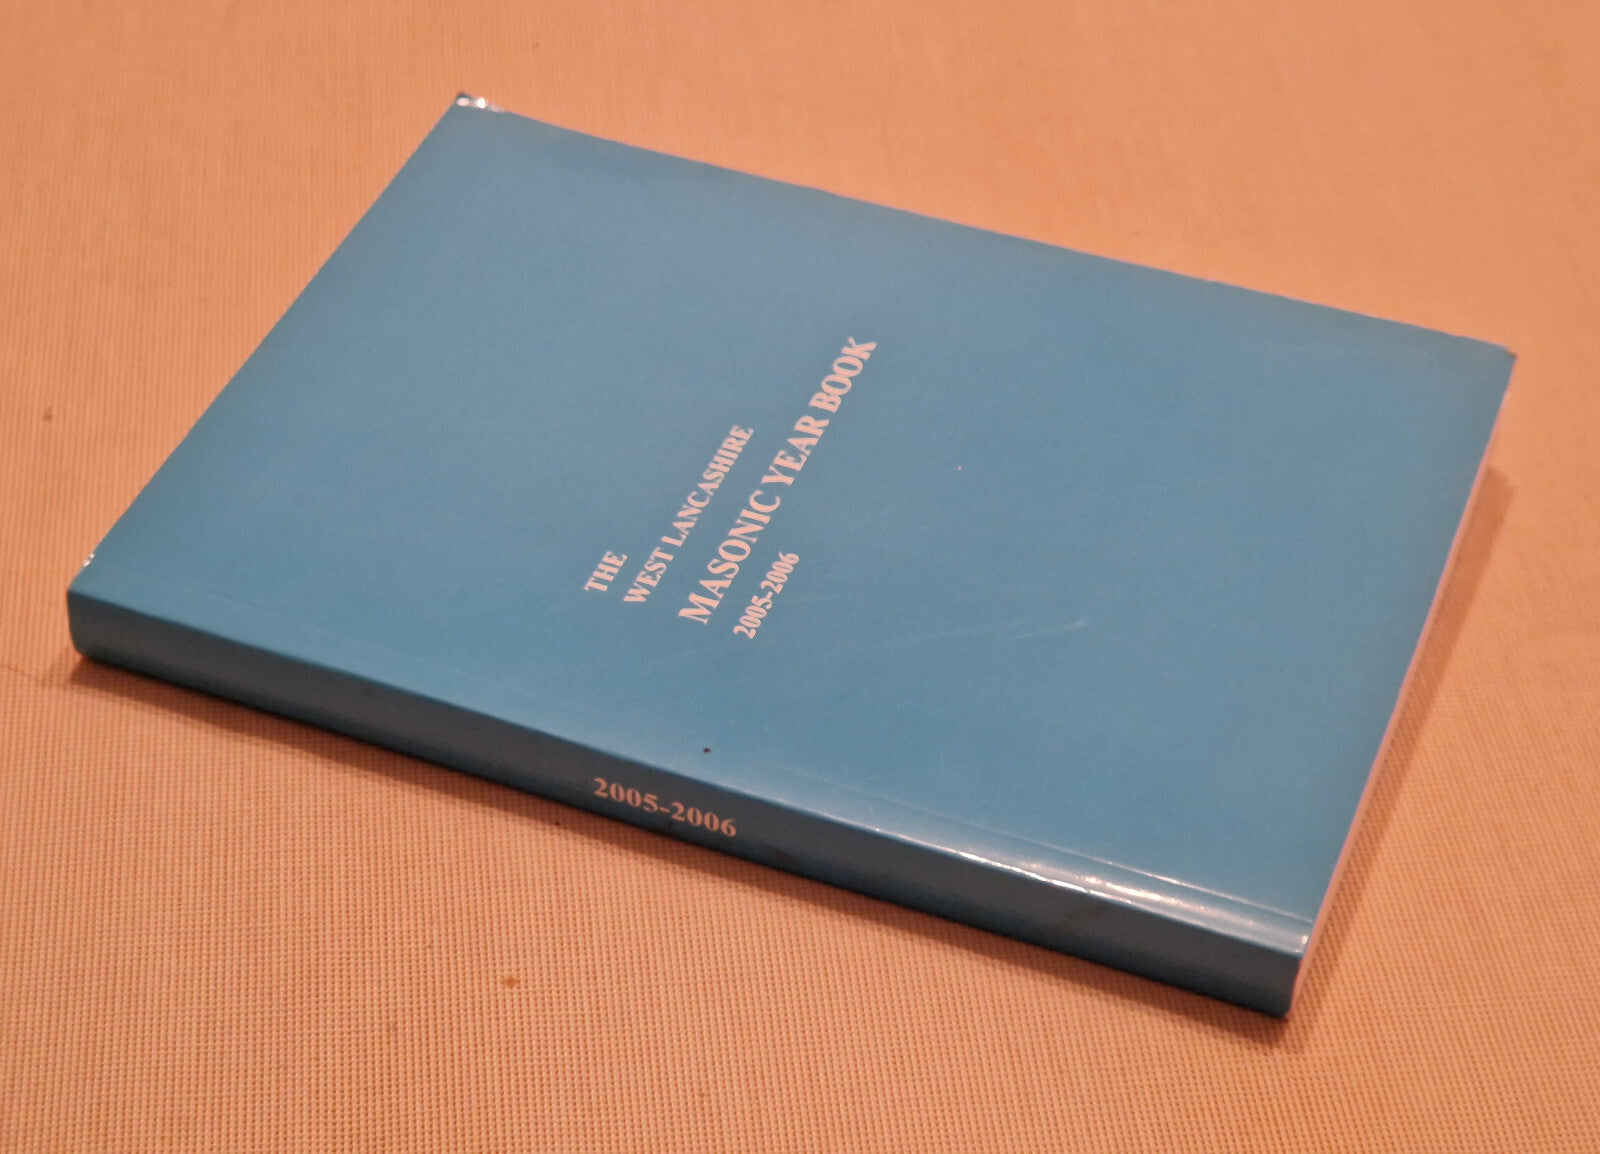 THE
WEST LANCASHIRE
MASONIC YEAR BOOK
2005-2006
2005-2006